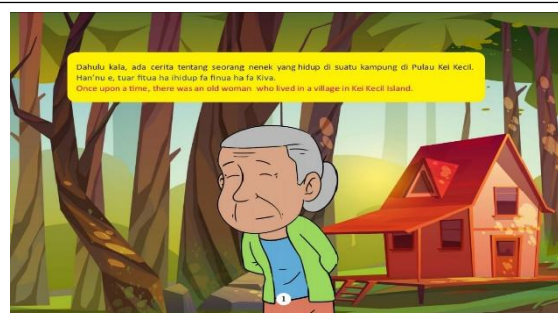 Dahulu kala, ada cerita tentang seorang nenek yang hidup di suatu kampung di Pulau Kei Kecil.
Han'nu e, tuar fitua ha ihidup fa finua ha fa Kiva.
Once upon a time, there was an old woman who lived in a village in Kei Kecil Island.
1